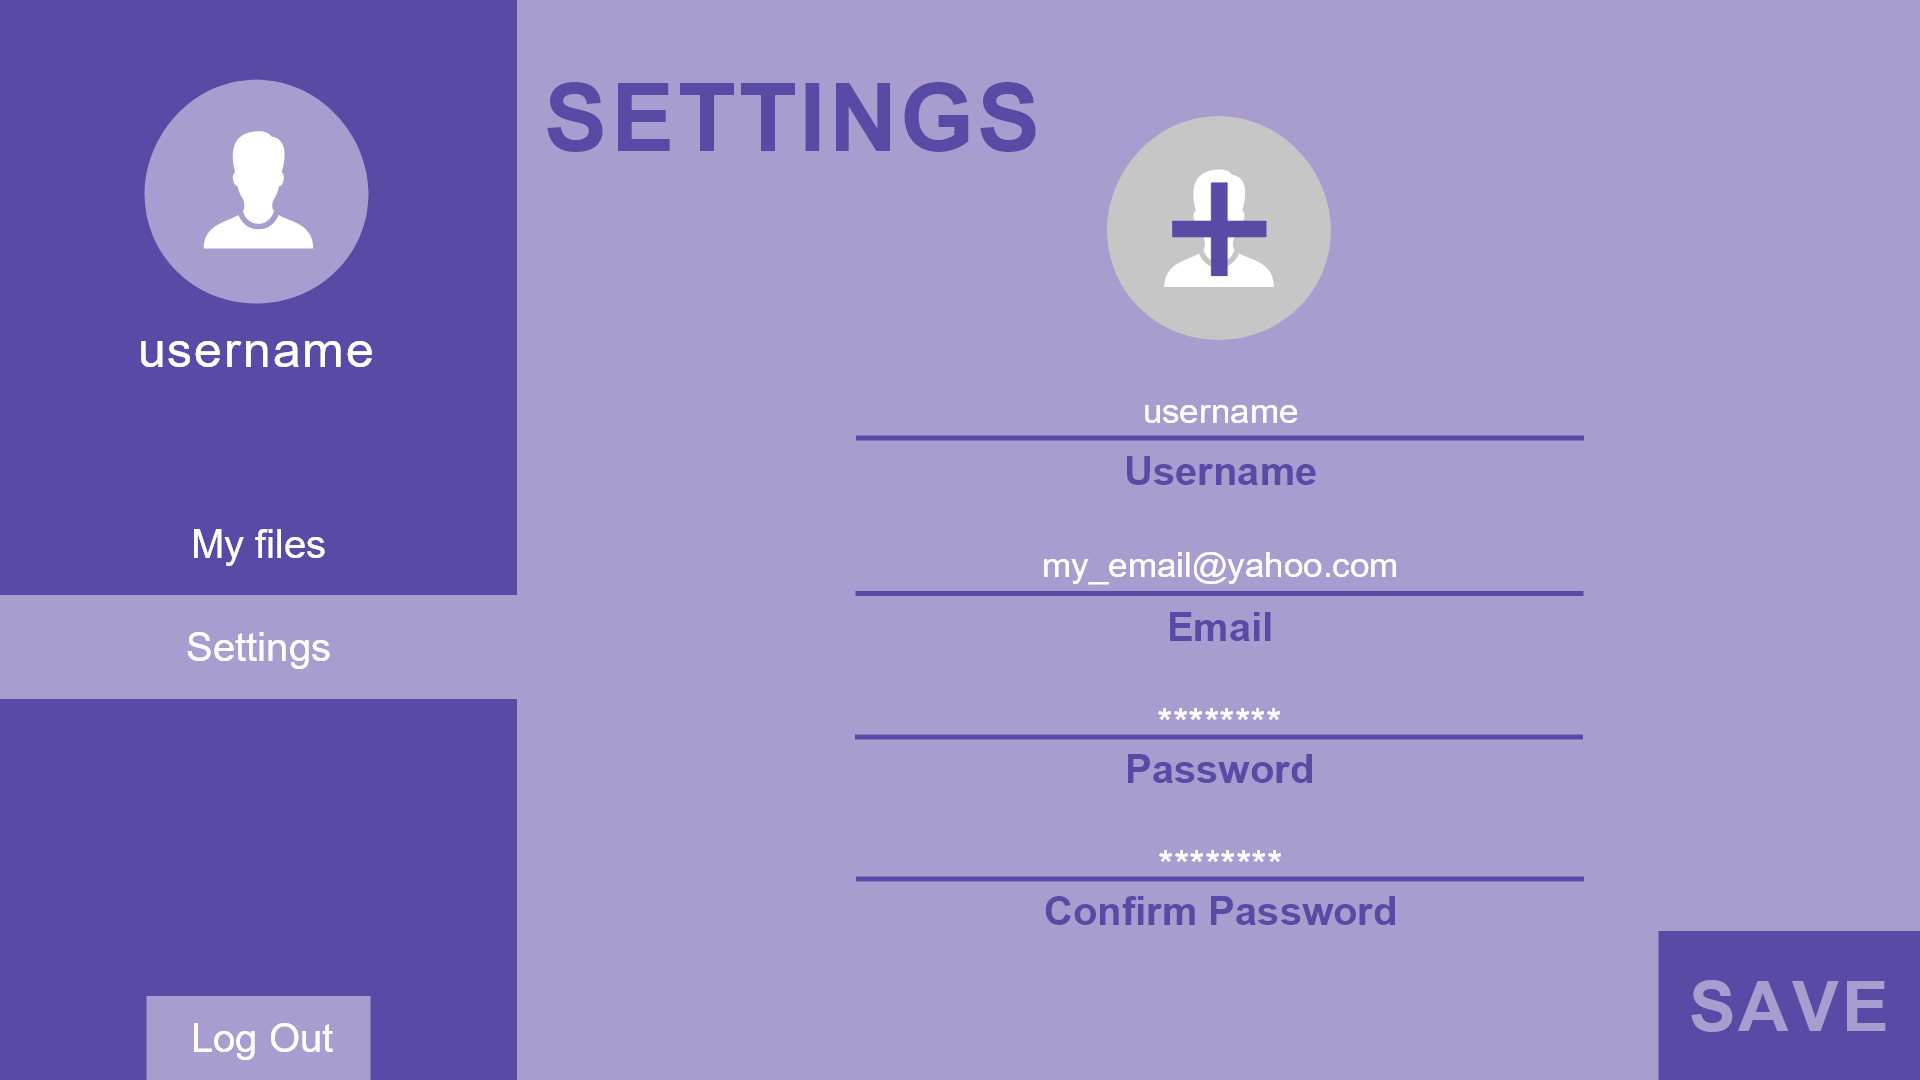 username
My files
Settings
Log Out
SETTINGS
username
Username
my_email@yahoo.com
Email
********
Password
********
Confirm Password
SAVE